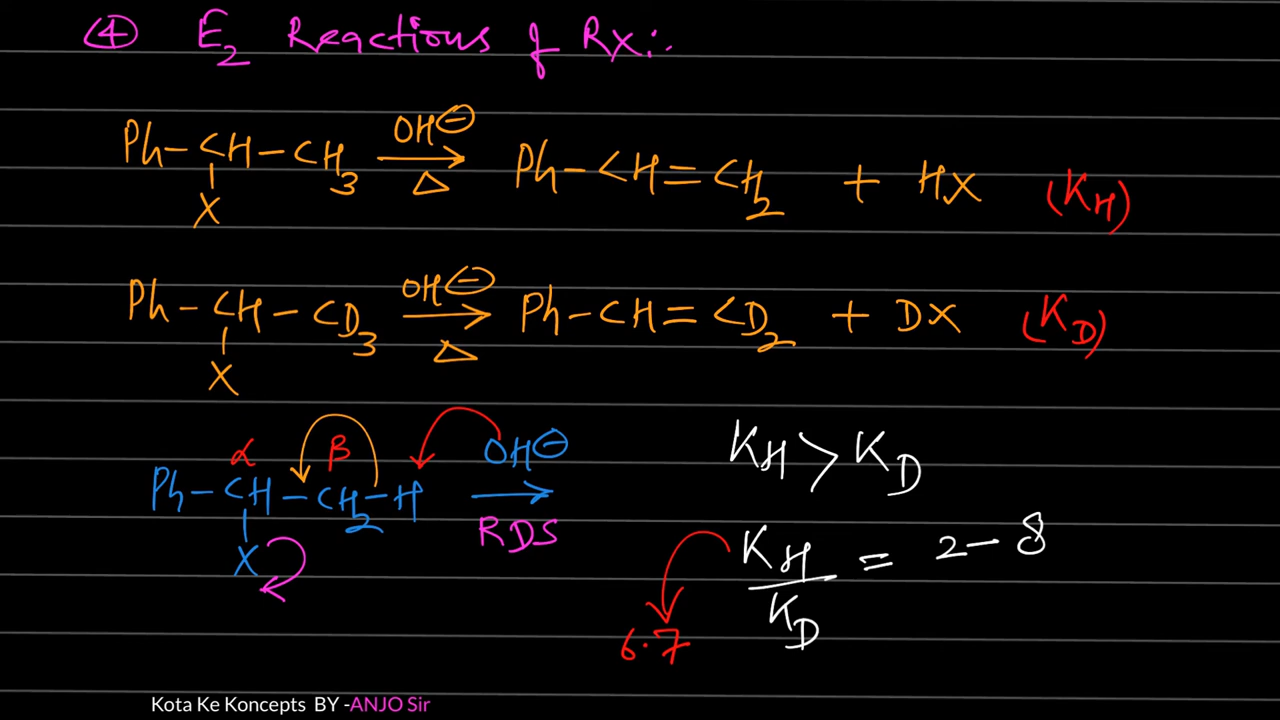 ④ E₂ Reactions of RX:-
Ph-CH-CH₃ OH⊖ Δ → Ph-CH=CH₂ + HX (KH)
X
Ph-CH-CD₃ OH⊖ Δ → Ph-CH=CD₂ + DX (KD)
X
α β OH⊖
Ph-CH-CH₂-H → RDS
X
KH > KD
KH/KD = 2-8
6.7
Kota Ke Koncepts BY -ANJO Sir